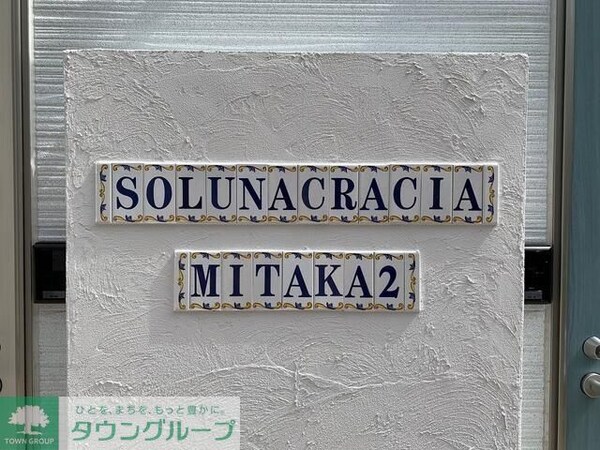 SOLUNACRACIA
MITAKA2
ひとを、まちを、もっと豊かに。
タウングループ
TOWN GROUP